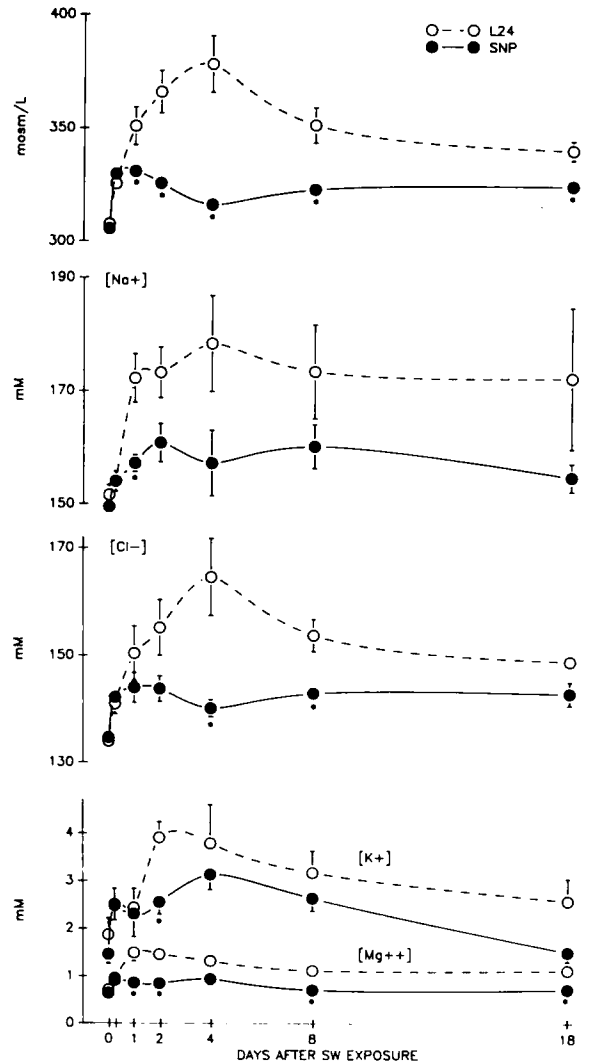 400
L24
SNP
mosm/L
350
300
190
[Na+]
mM
170
150
170
[Cl-]
mM
150
130
4
[K+]
3
mM
2
[Mg++]
1
0
0 1 2 4 8 18
DAYS AFTER SW EXPOSURE